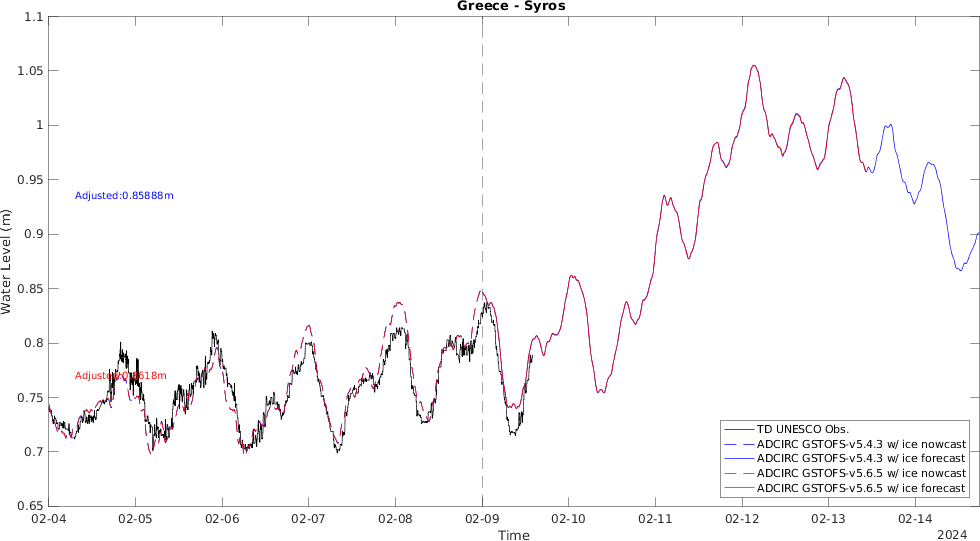 Greece - Syros
1.1
1.05
1
0.95
0.9
0.85
0.8
0.75
0.7
0.65
Water Level (m)
Adjusted:0.85888m
TD UNESCO Obs.
ADCIRC GSTOFS-v5.4.3 w/ ice nowcast
ADCIRC GSTOFS-v5.4.3 w/ ice forecast
ADCIRC GSTOFS-v5.6.5 w/ ice nowcast
ADCIRC GSTOFS-v5.6.5 w/ ice forecast
02-04 02-05 02-06 02-07 02-08 02-09 02-10 02-11 02-12 02-13 02-14
Time
2024